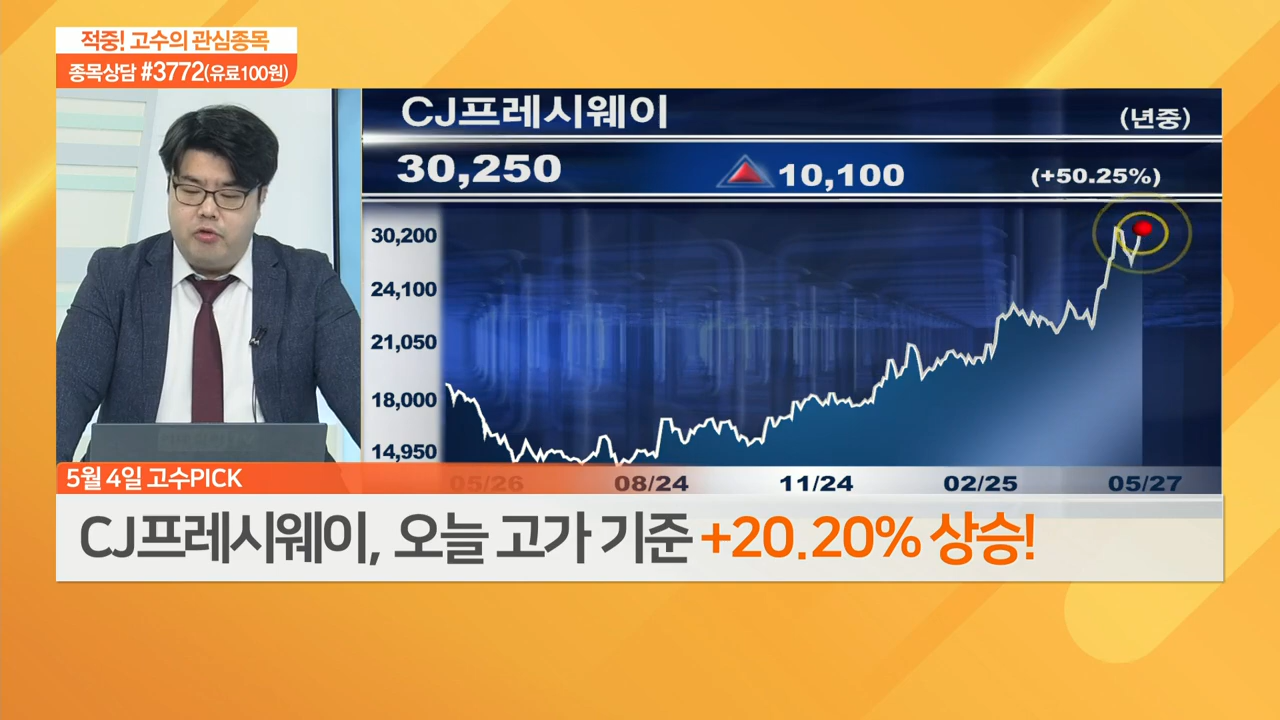 적중! 고수의 관심종목
종목상담 #3772(유료100원)
CJ프레시웨이
(년중)
30,250
10,100
(+50.25%)
30,200
24,100
21,050
18,000
14,950
05/26
08/24
11/24
02/25
05/27
5월 4일 고수PICK
CJ프레시웨이, 오늘 고가 기준 +20.20% 상승!